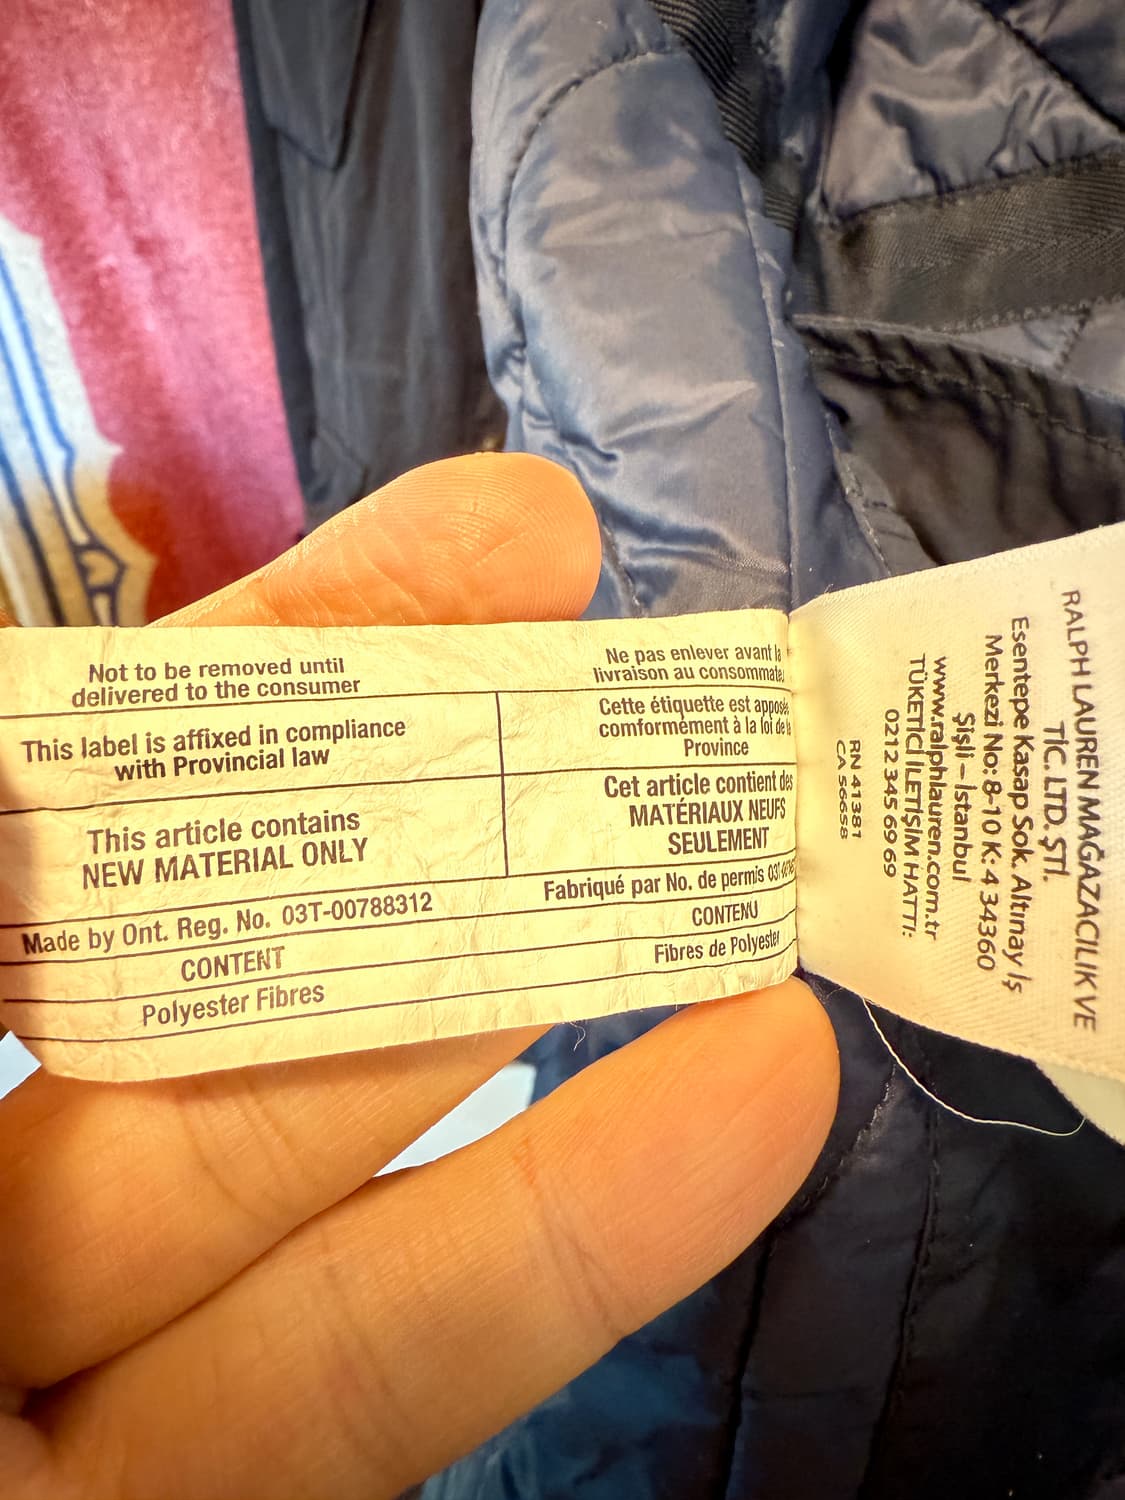 Not to be removed until
delivered to the consumer
This label is affixed in compliance
with Provincial law
This article contains
NEW MATERIAL ONLY
Made by Ont. Reg. No. 03T-00788312
CONTENT
Polyester Fibres
Ne pas enlever avant la
livraison au consommate
Cette étiquette est apposée
comformément à la loi de la
Province
Cet article contient des
MATÉRIAUX NEUFS
SEULEMENT
Fabriqué par No. de permis
CONTENU
Fibres de Polyester
RALPH LAUREN MAĞAZACILIK VE
TİC. LTD. ŞTİ.
Esentepe Kasap Sok. Altınay İş
Merkezi No: 8-10 K: 4 34360
Şişli – İstanbul
www.ralphlauren.com.tr
TÜKETİCİ İLETİŞİM HATTI:
0212 345 69 69
RN 41381
CA 56658